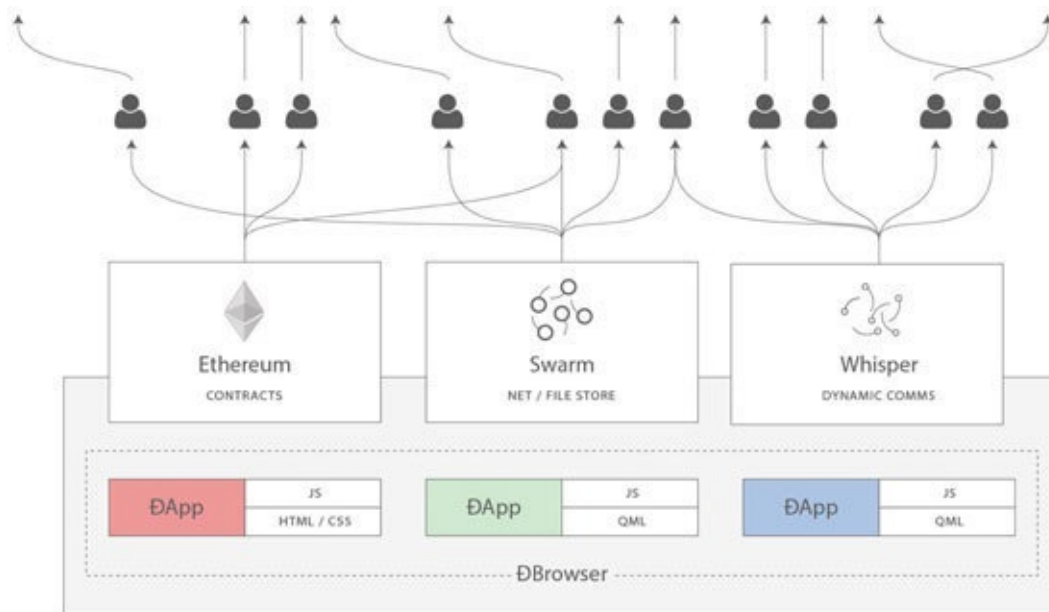 Ethereum
CONTRACTS
Swarm
NET / FILE STORE
Whisper
DYNAMIC COMMS
ĐApp
JS
HTML / CSS
ĐApp
JS
QML
ĐApp
JS
QML
ĐBrowser